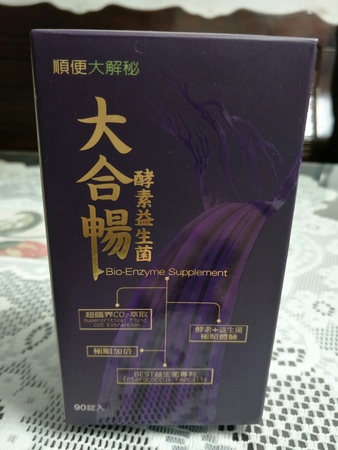 順便大解秘
大合暢
酵素益生菌
Bio-Enzyme Supplement
超臨界CO₂萃取
Supercritical Fluid
CO2 Extraction
酵素+益生菌
極順體驗
極順加倍
BEST益生菌專利
Enterococcus faecalis
90錠入